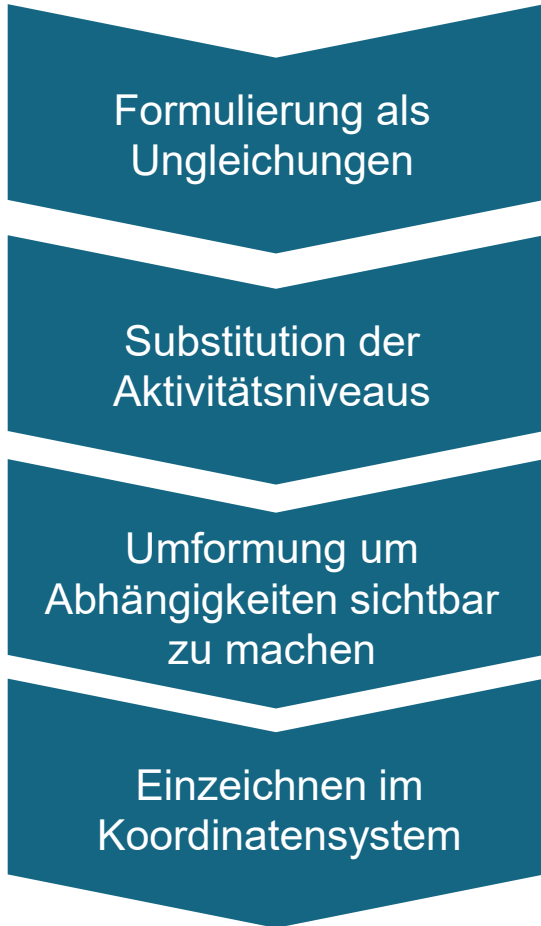 Formulierung als
Ungleichungen
Substitution der
Aktivitätsniveaus
Umformung um
Abhängigkeiten sichtbar
zu machen
Einzeichnen im
Koordinatensystem